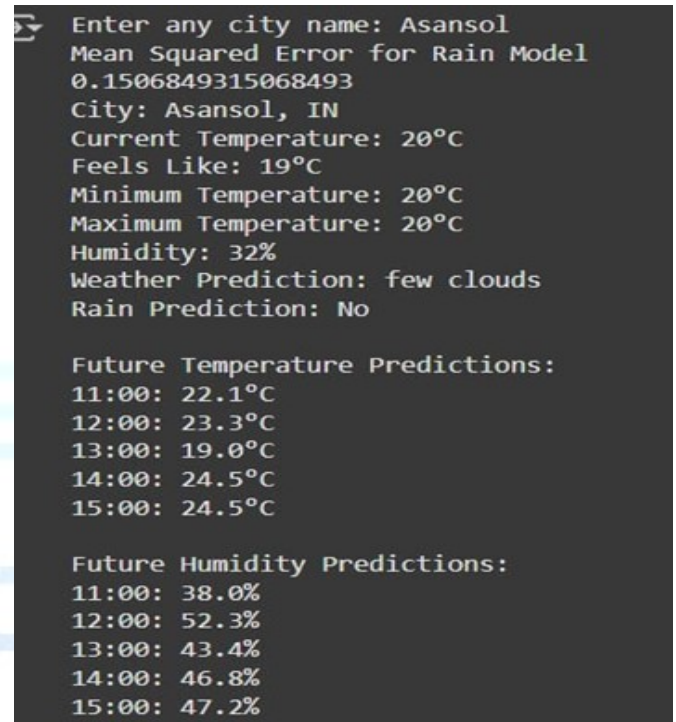 Enter any city name: Asansol
Mean Squared Error for Rain Model
0.1506849315068493
City: Asansol, IN
Current Temperature: 20°C
Feels Like: 19°C
Minimum Temperature: 20°C
Maximum Temperature: 20°C
Humidity: 32%
Weather Prediction: few clouds
Rain Prediction: No
Future Temperature Predictions:
11:00: 22.1°C
12:00: 23.3°C
13:00: 19.0°C
14:00: 24.5°C
15:00: 24.5°C
Future Humidity Predictions:
11:00: 38.0%
12:00: 52.3%
13:00: 43.4%
14:00: 46.8%
15:00: 47.2%